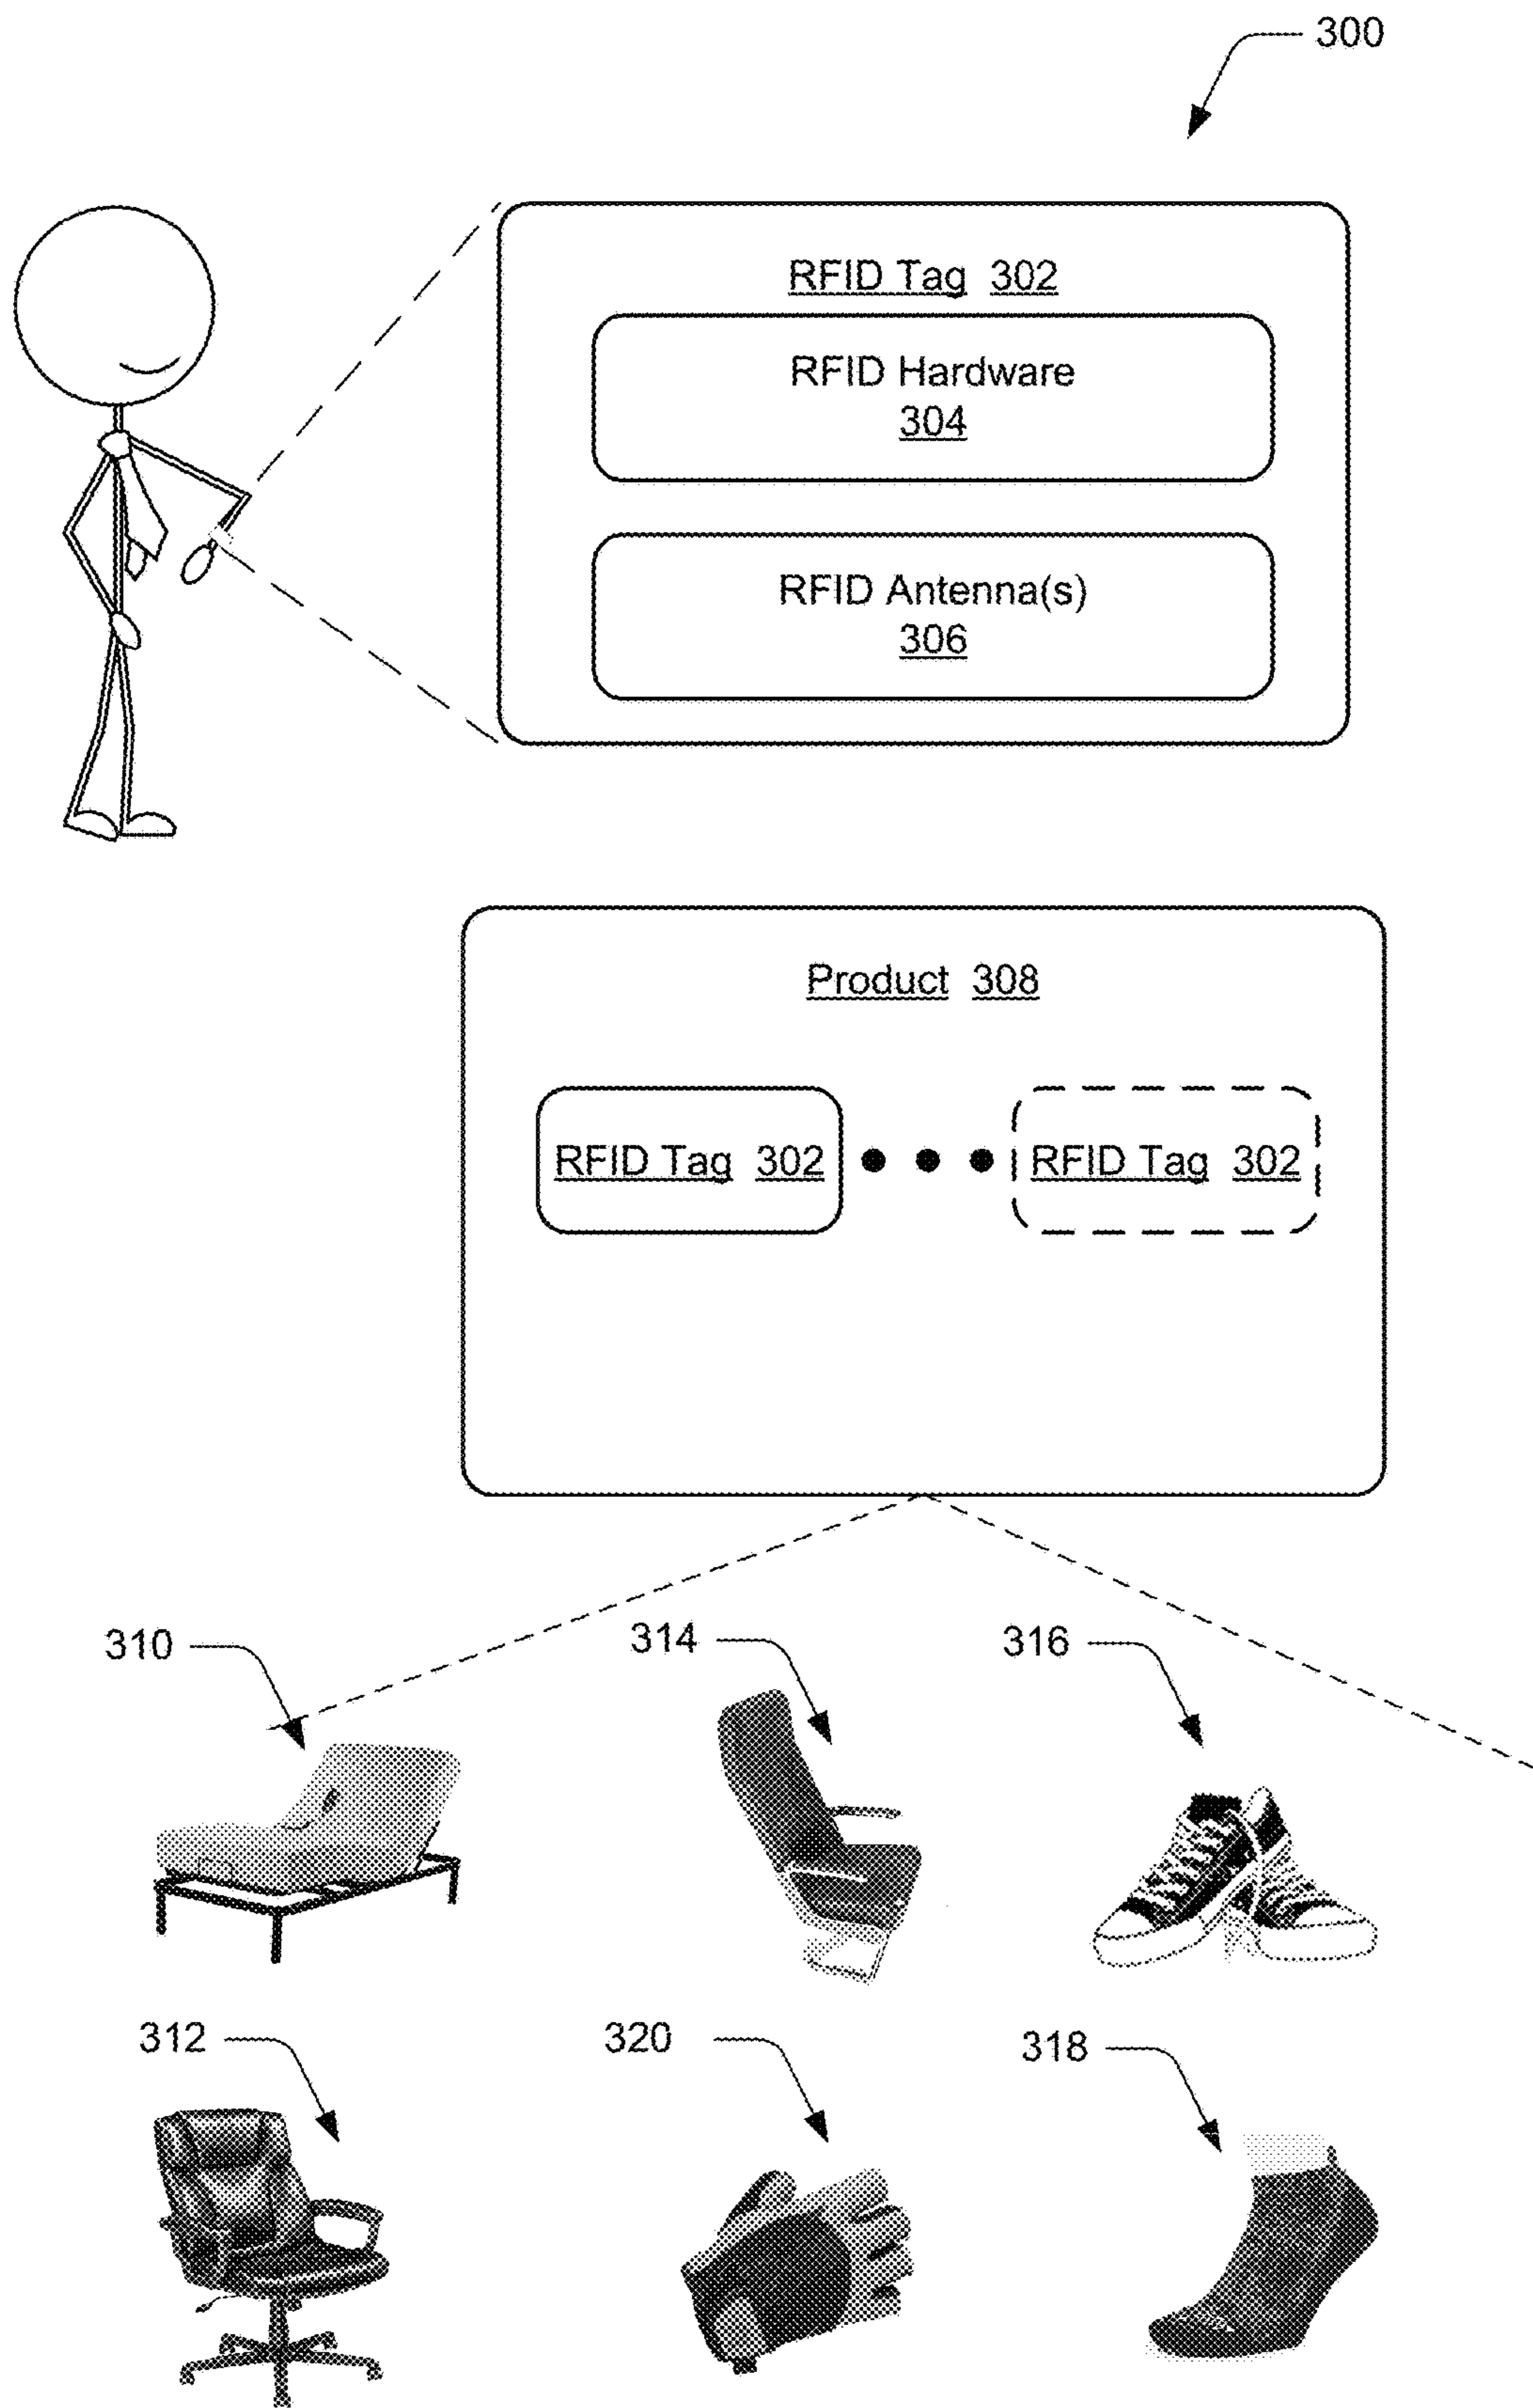 300
RFID Tag 302
RFID Hardware
304
RFID Antenna(s)
306
Product 308
RFID Tag 302 ● ● ● RFID Tag 302
310 314 316
312 320 318